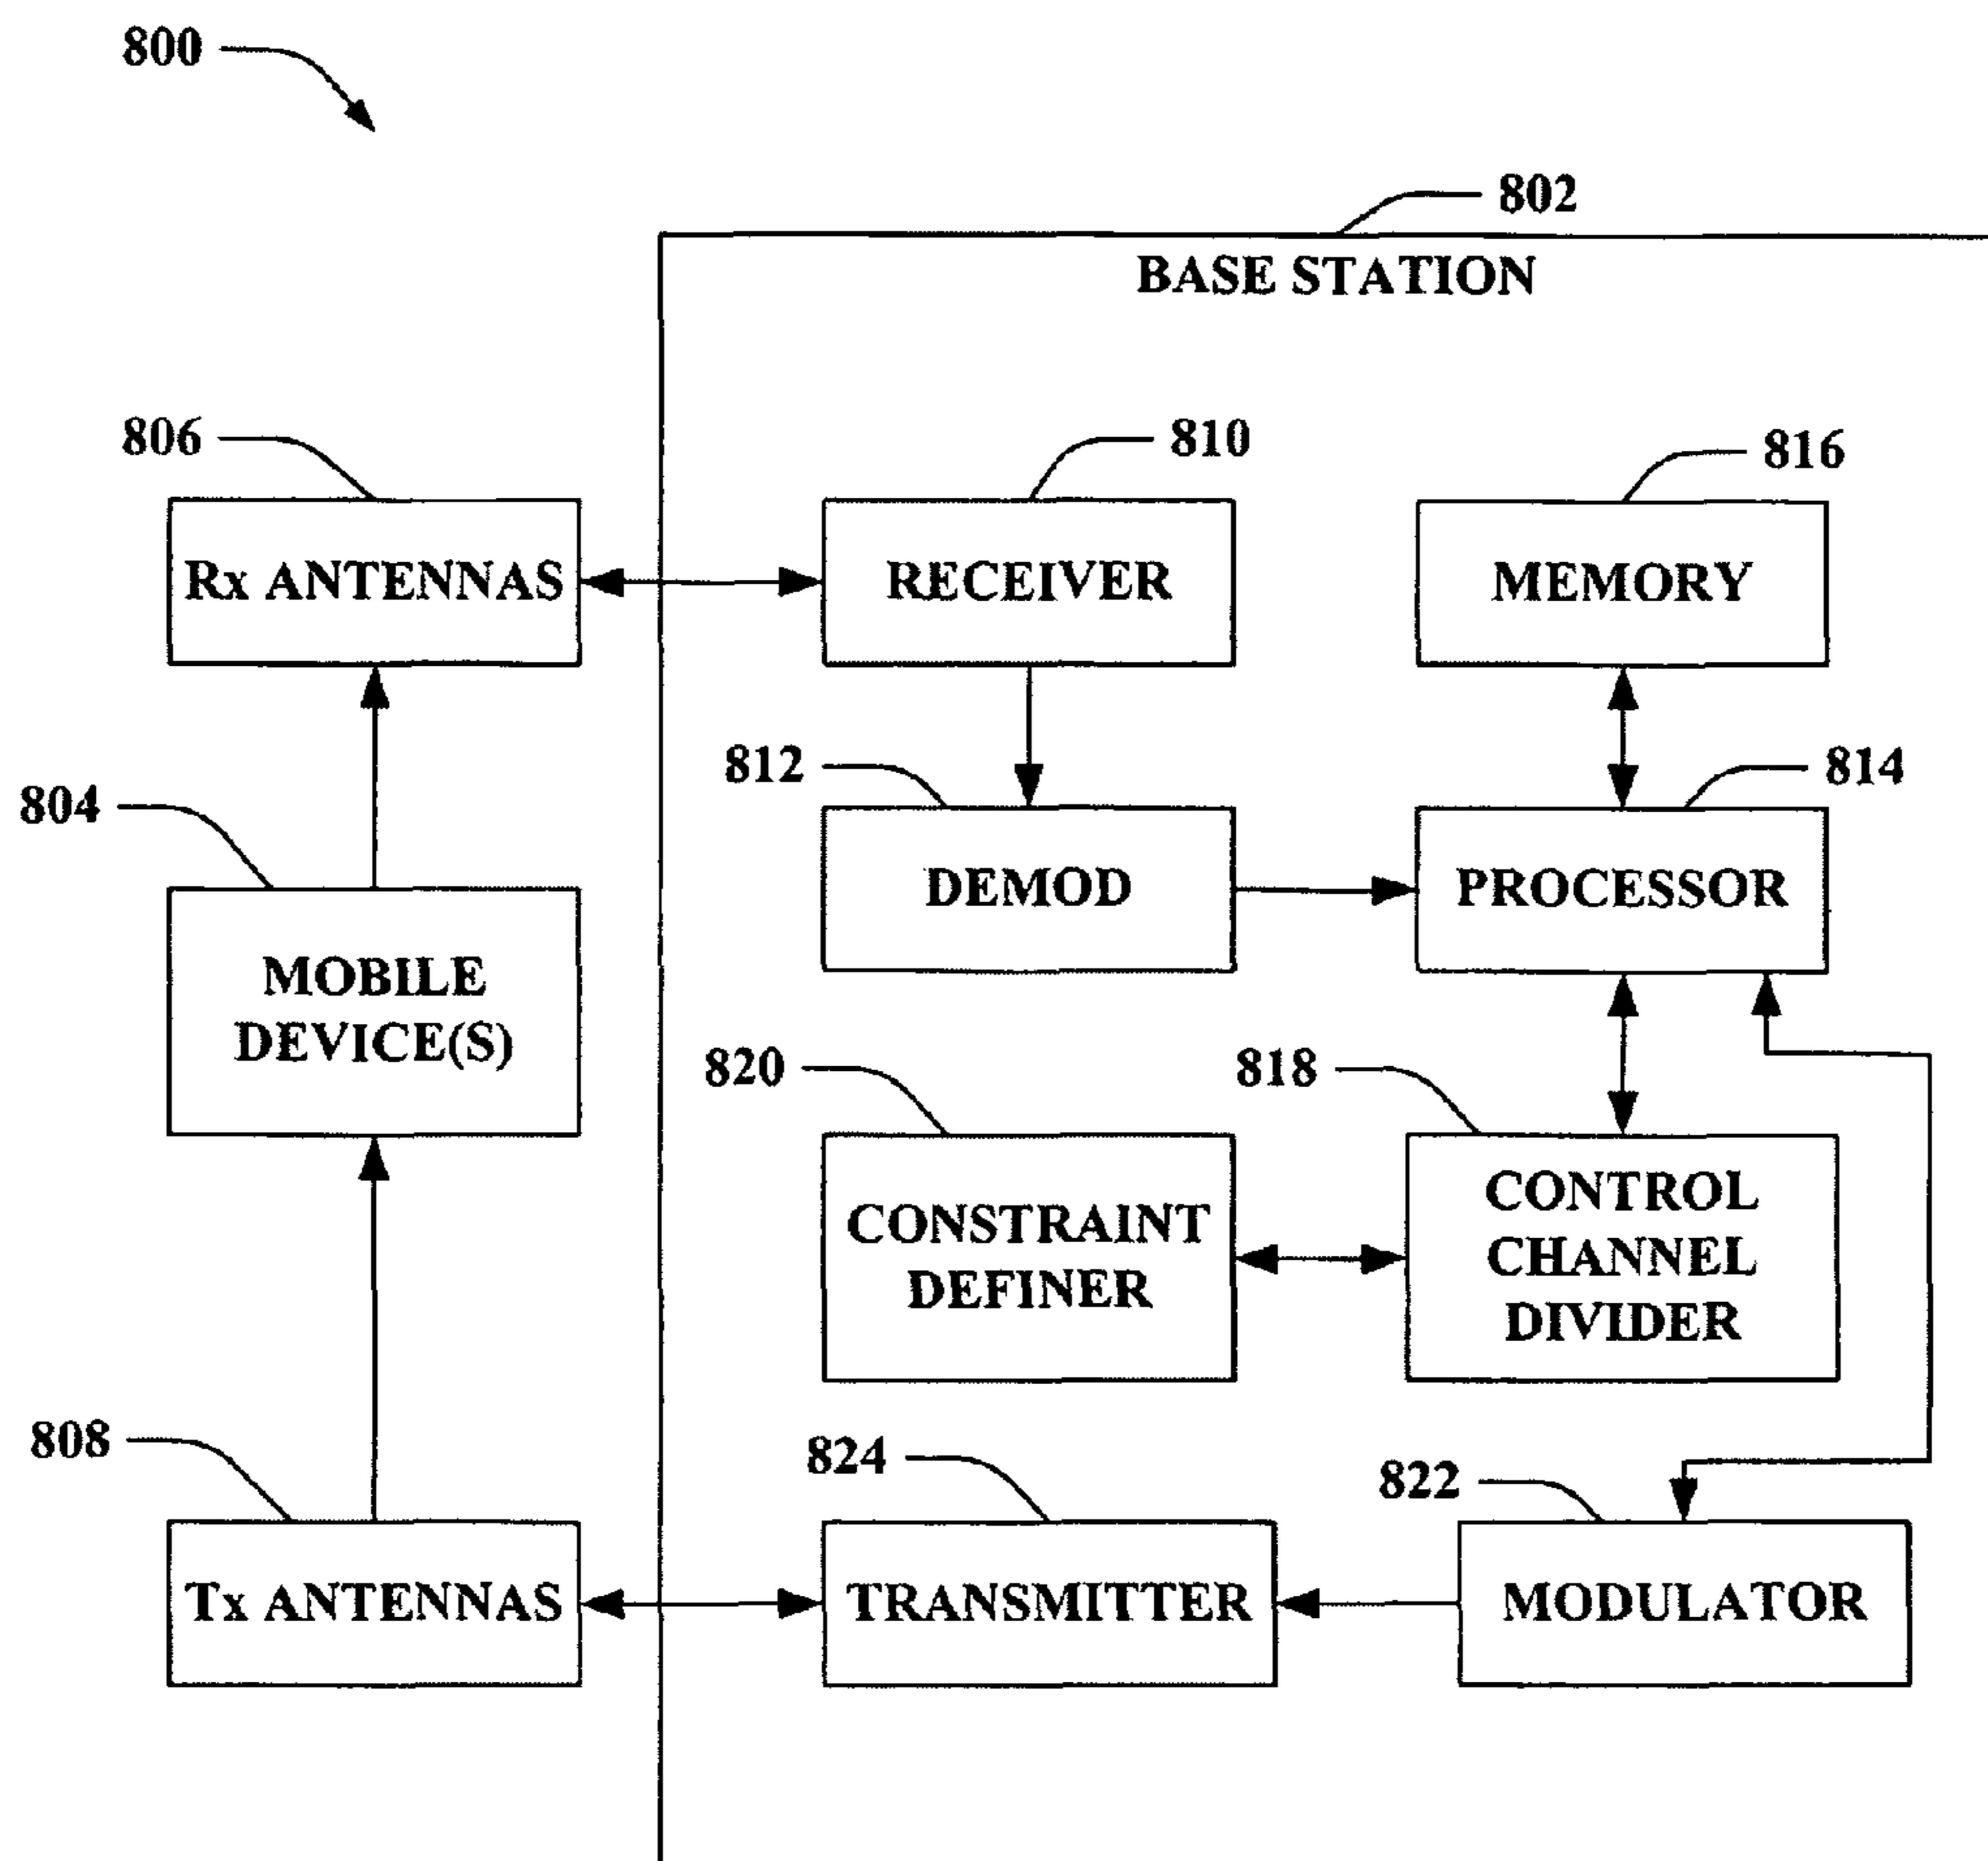 800
802
BASE STATION
806
810
816
Rx ANTENNAS
RECEIVER
MEMORY
812
814
804
DEMOD
PROCESSOR
MOBILE
DEVICE(S)
820
818
CONSTRAINT
DEFINER
CONTROL
CHANNEL
DIVIDER
808
824
822
Tx ANTENNAS
TRANSMITTER
MODULATOR